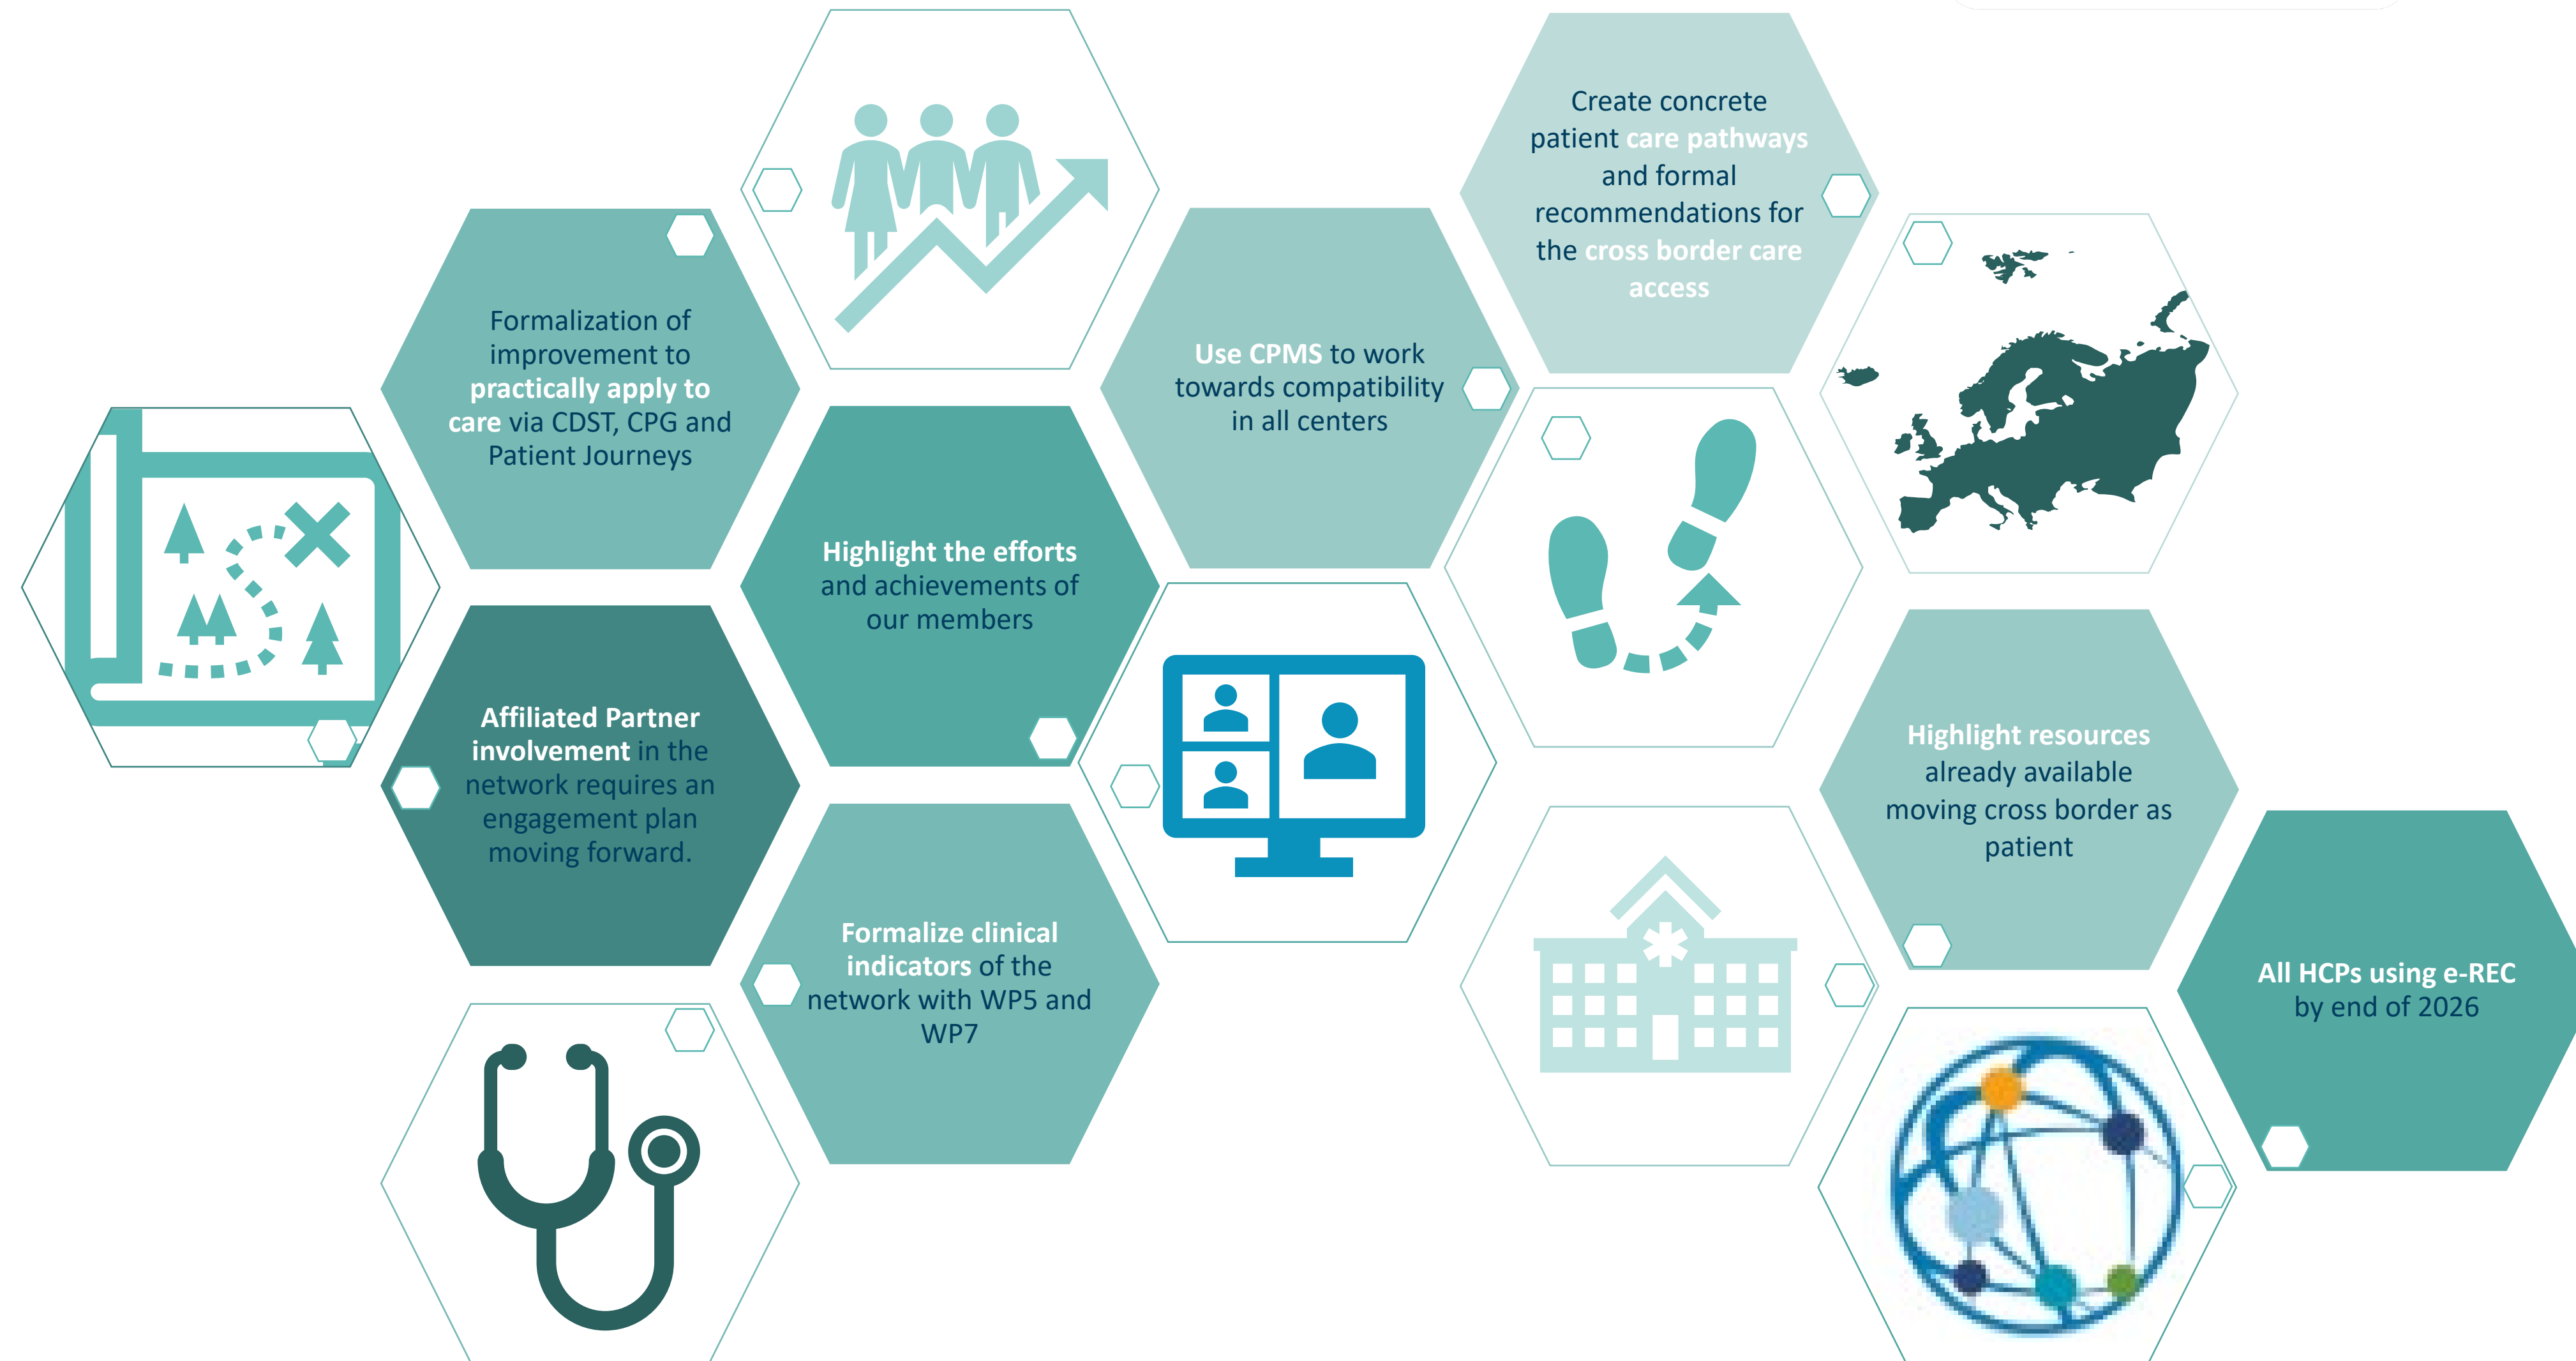 Formalization of
improvement to
practically apply to
care via CDST, CPG and
Patient Journeys
Affiliated Partner
involvement in the
network requires an
engagement plan
moving forward.
Highlight the efforts
and achievements of
our members
Formalize clinical
indicators of the
network with WP5 and
WP7
Use CPMS to work
towards compatibility
in all centers
Create concrete
patient care pathways
and formal
recommendations for
the cross border care
access
Highlight resources
already available
moving cross border as
patient
All HCPs using e-REC
by end of 2026